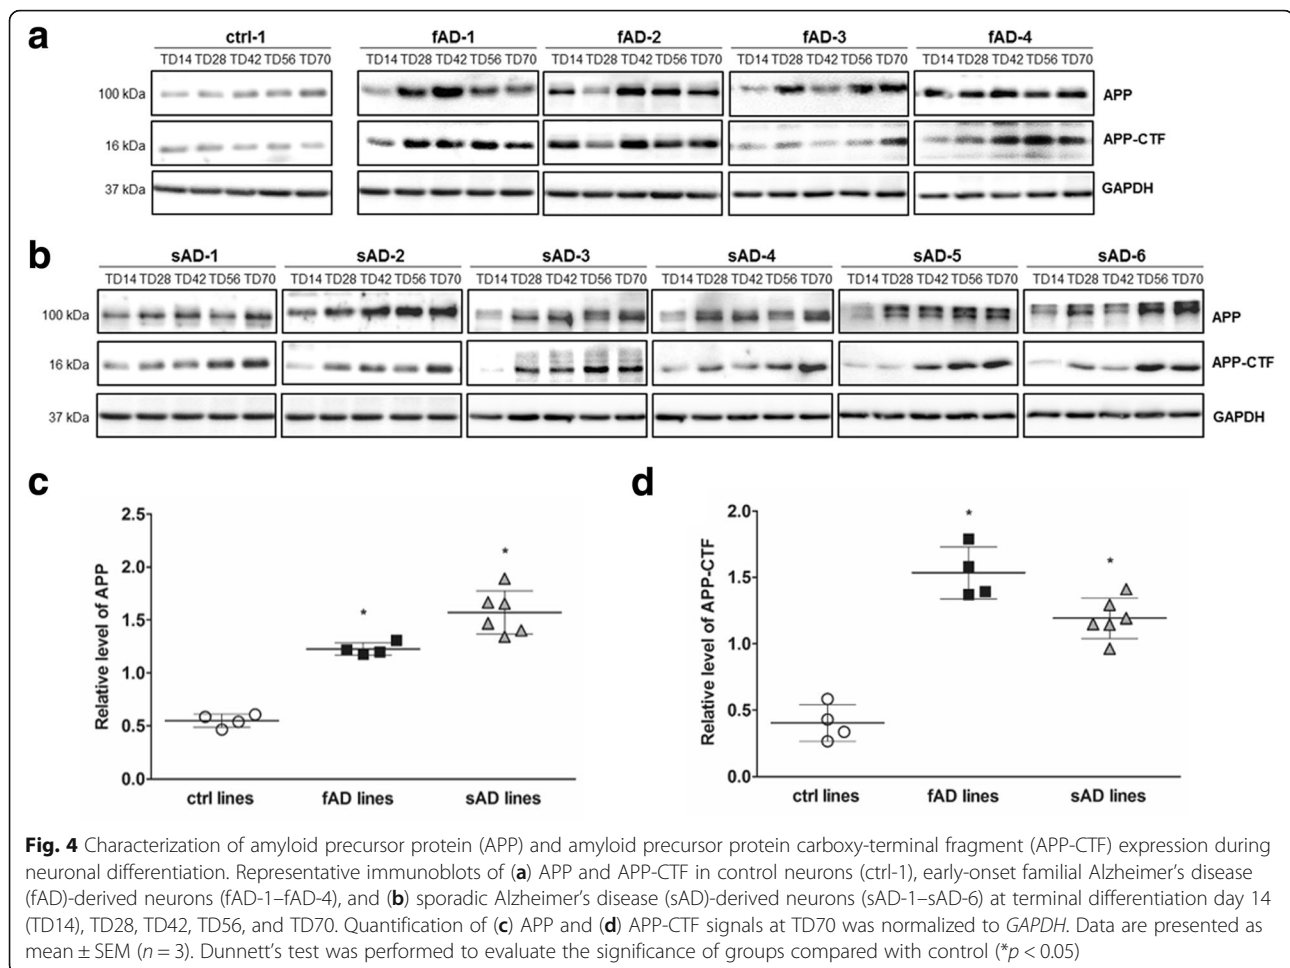 a
ctrl-1 fAD-1 fAD-2 fAD-3 fAD-4
TD14 TD28 TD42 TD56 TD70 TD14 TD28 TD42 TD56 TD70 TD14 TD28 TD42 TD56 TD70 TD14 TD28 TD42 TD56 TD70 TD14 TD28 TD42 TD56 TD70
100 kDa APP
16 kDa APP-CTF
37 kDa GAPDH
b
sAD-1 sAD-2 sAD-3 sAD-4 sAD-5 sAD-6
TD14 TD28 TD42 TD56 TD70 TD14 TD28 TD42 TD56 TD70 TD14 TD28 TD42 TD56 TD70 TD14 TD28 TD42 TD56 TD70 TD14 TD28 TD42 TD56 TD70 TD14 TD28 TD42 TD56 TD70
100 kDa APP
16 kDa APP-CTF
37 kDa GAPDH
c
Relative level of APP
2.5
2.0
1.5
1.0
0.5
0.0
*
*
ctrl lines fAD lines sAD lines
d
Relative level of APP-CTF
2.0
1.5
1.0
0.5
0.0
*
*
ctrl lines fAD lines sAD lines
Fig. 4 Characterization of amyloid precursor protein (APP) and amyloid precursor protein carboxy-terminal fragment (APP-CTF) expression during
neuronal differentiation. Representative immunoblots of (a) APP and APP-CTF in control neurons (ctrl-1), early-onset familial Alzheimer's disease
(fAD)-derived neurons (fAD-1–fAD-4), and (b) sporadic Alzheimer's disease (sAD)-derived neurons (sAD-1–sAD-6) at terminal differentiation day 14
(TD14), TD28, TD42, TD56, and TD70. Quantification of (c) APP and (d) APP-CTF signals at TD70 was normalized to GAPDH. Data are presented as
mean ± SEM (n = 3). Dunnett's test was performed to evaluate the significance of groups compared with control (*p < 0.05)